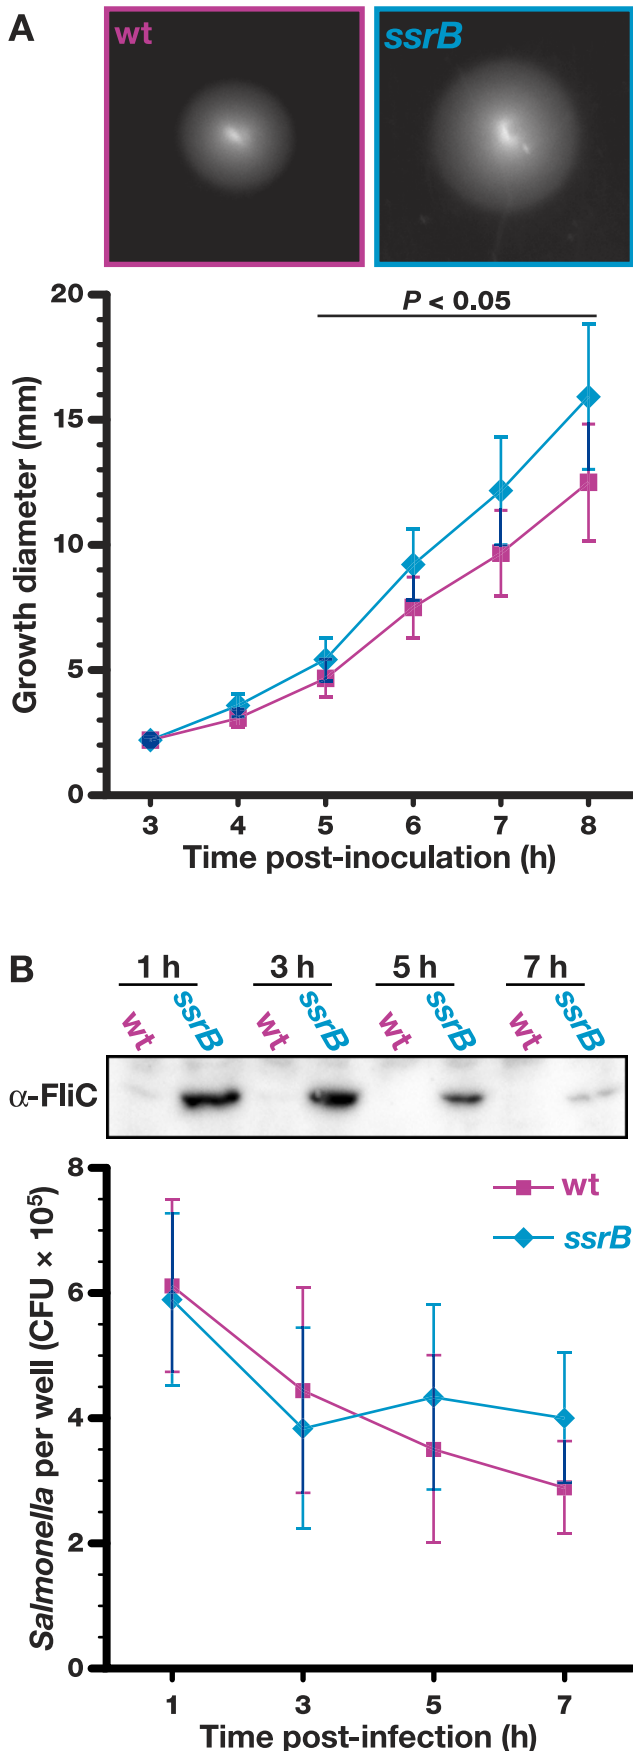 A
wt
ssrB
P < 0.05
20
15
10
5
0
Growth diameter (mm)
3 4 5 6 7 8
Time post-inoculation (h)
B
1 h 3 h 5 h 7 h
wt ssrB wt ssrB wt ssrB wt ssrB
α-FliC
8
6
4
2
0
Salmonella per well (CFU × 10⁵)
wt
ssrB
1 3 5 7
Time post-infection (h)